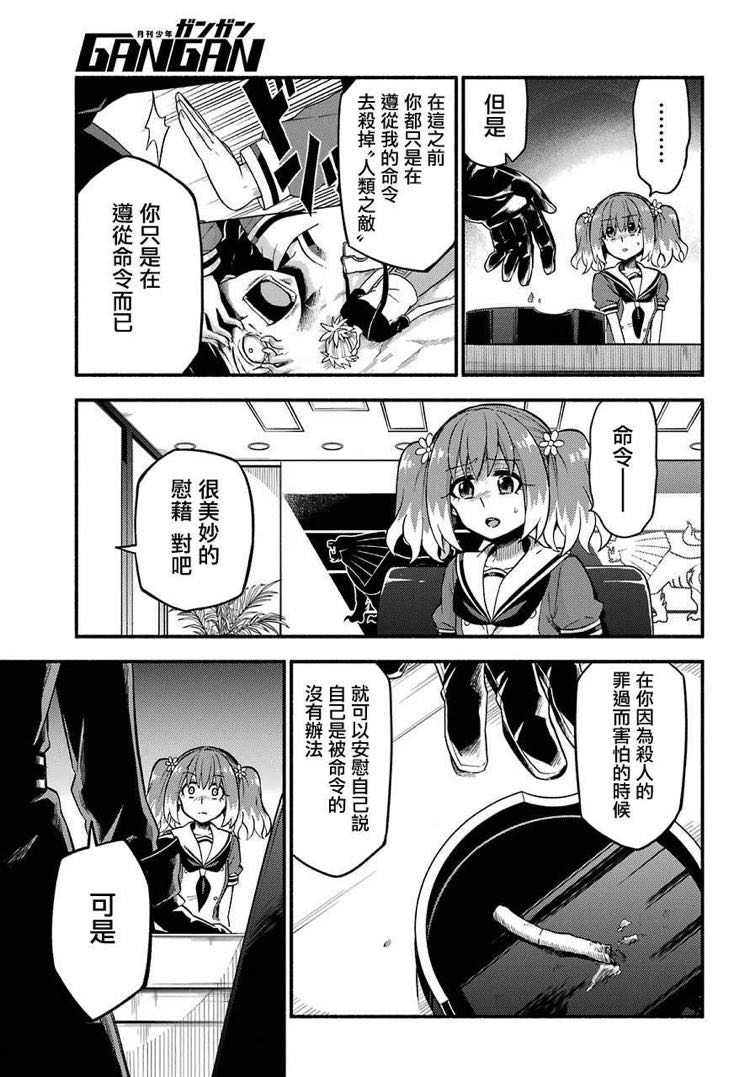 月刊少年
ガンガン
GANGAN
………
但是
在這之前
你都只是在
遵從我的命令
去殺掉〝人類之敵〟
你只是在
遵從命令而已
命令──
很美妙的
慰藉 對吧
在你因為殺人的
罪過而害怕的時候
就可以安慰自己說
自己是被命令的
沒有辦法
可是